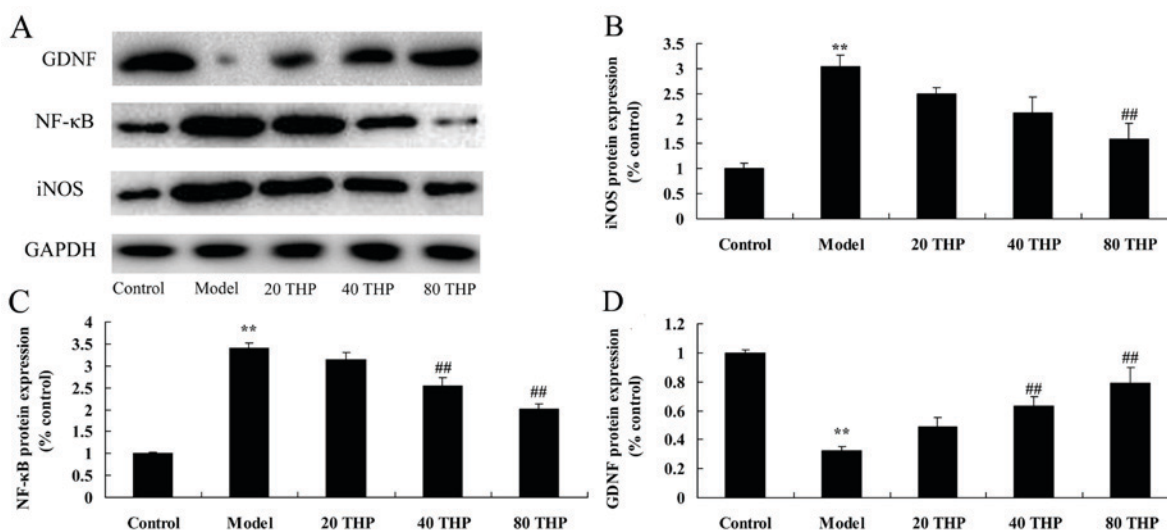 A
GDNF
NF-κB
iNOS
GAPDH
Control Model 20 THP 40 THP 80 THP
B
iNOS protein expression
(% control)
3.5
3
2.5
2
1.5
1
0.5
0
**
##
Control Model 20 THP 40 THP 80 THP
C
NF-κB protein expression
(% control)
4
3.5
3
2.5
2
1.5
1
0.5
0
**
##
##
Control Model 20 THP 40 THP 80 THP
D
GDNF protein expression
(% control)
1.2
1
0.8
0.6
0.4
0.2
0
**
##
##
Control Model 20 THP 40 THP 80 THP